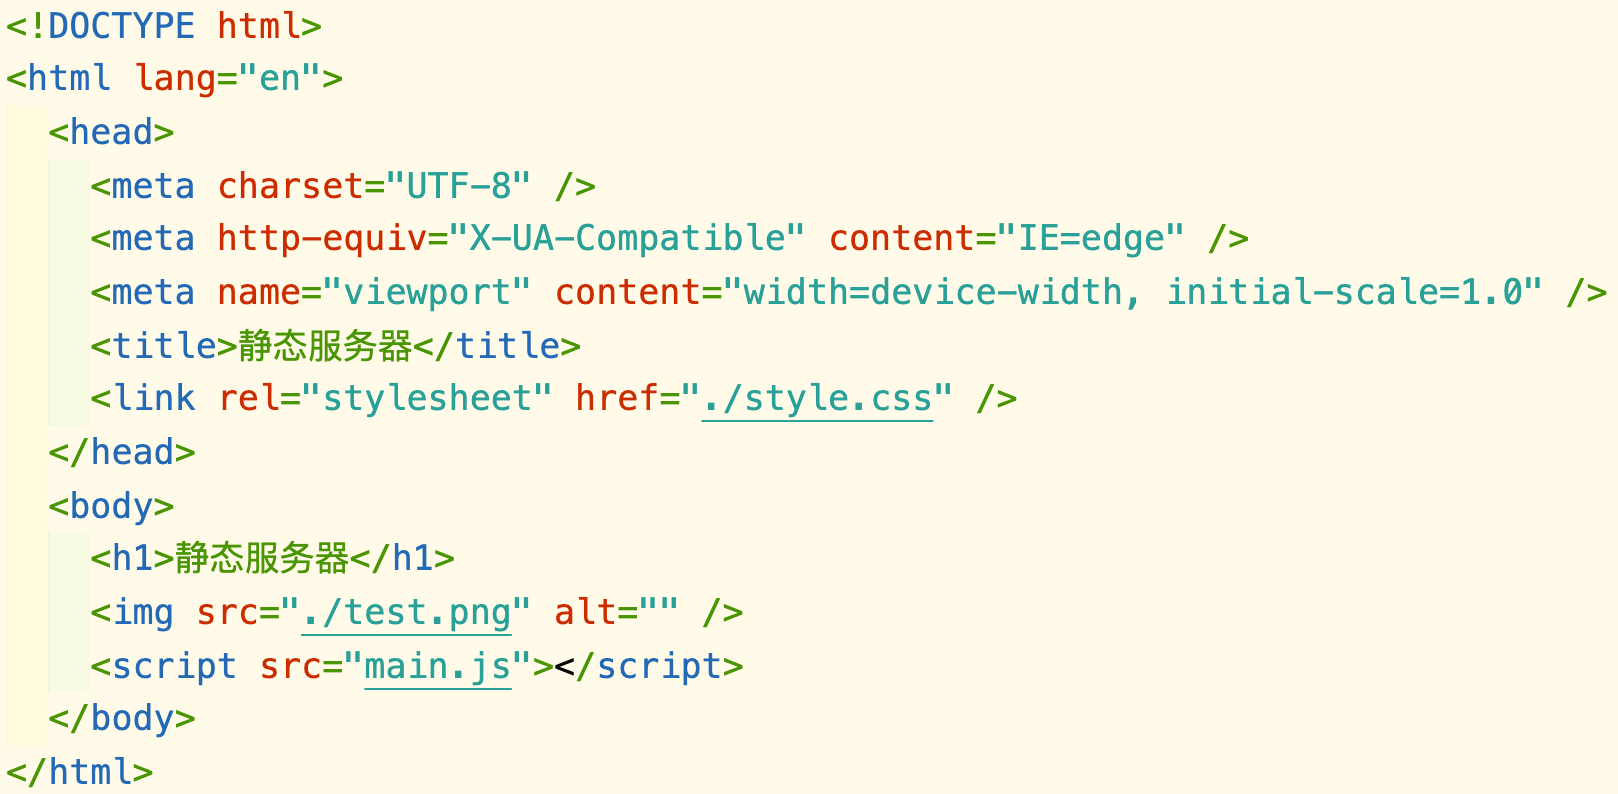 <!DOCTYPE html>
<html lang="en">
  <head>
    <meta charset="UTF-8" />
    <meta http-equiv="X-UA-Compatible" content="IE=edge" />
    <meta name="viewport" content="width=device-width, initial-scale=1.0" />
    <title>静态服务器</title>
    <link rel="stylesheet" href="./style.css" />
  </head>
  <body>
    <h1>静态服务器</h1>
    <img src="./test.png" alt="" />
    <script src="main.js"></script>
  </body>
</html>